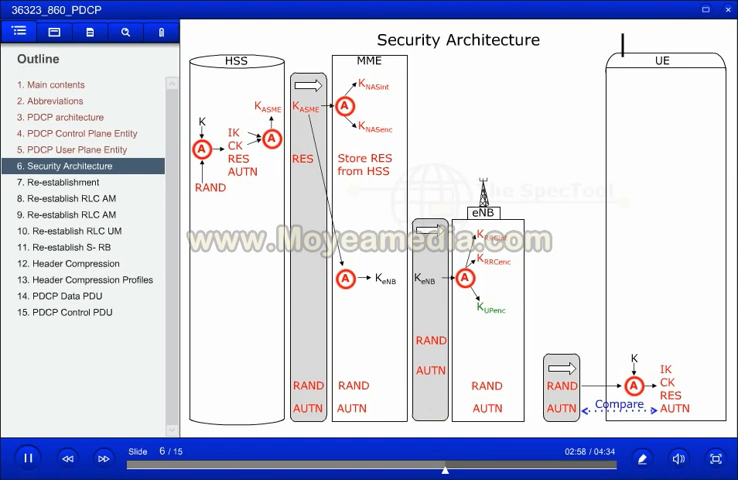 36323_860_PDCP
Outline
1. Main contents
2. Abbreviations
3. PDCP architecture
4. PDCP Control Plane Entity
5. PDCP User Plane Entity
6. Security Architecture
7. Re-establishment
8. Re-establish RLC AM
9. Re-establish RLC AM
10. Re-establish RLC UM
11. Re-establish S- RB
12. Header Compression
13. Header Compression Profiles
14. PDCP Data PDU
15. PDCP Control PDU
Security Architecture
HSS
K
A
RAND
IK
CK
RES
AUTN
A
KASME
KASME
RES
RAND
AUTN
MME
A
KNASint
KNASenc
Store RES
from HSS
A
KeNB
RAND
AUTN
KeNB
RAND
AUTN
eNB
A
KRRCenc
KUPenc
RAND
AUTN
The SpecTool
www.Moyeamedia.com
UE
RAND
AUTN
K
A
IK
CK
RES
AUTN
Compare
Slide 6 / 15
02:58 / 04:34